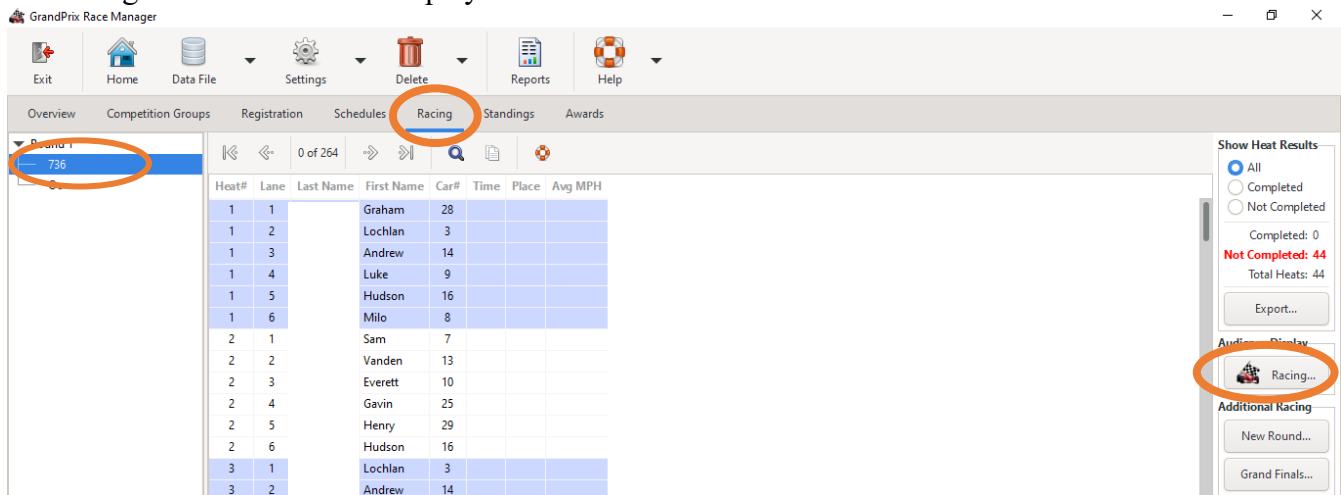 GrandPrix Race Manager
Exit Home Data File Settings Delete Reports Help
Overview Competition Groups Registration Schedules Racing Standings Awards
Round 1
736
0 of 264
Heat# Lane Last Name First Name Car# Time Place Avg MPH
1 1 Graham 28
1 2 Lochlan 3
1 3 Andrew 14
1 4 Luke 9
1 5 Hudson 16
1 6 Milo 8
2 1 Sam 7
2 2 Vanden 13
2 3 Everett 10
2 4 Gavin 25
2 5 Henry 29
2 6 Hudson 16
3 1 Lochlan 3
3 2 Andrew 14
Show Heat Results
All
Completed
Not Completed
Completed: 0
Not Completed: 44
Total Heats: 44
Export...
Audience Display
Racing...
Additional Racing
New Round...
Grand Finals...